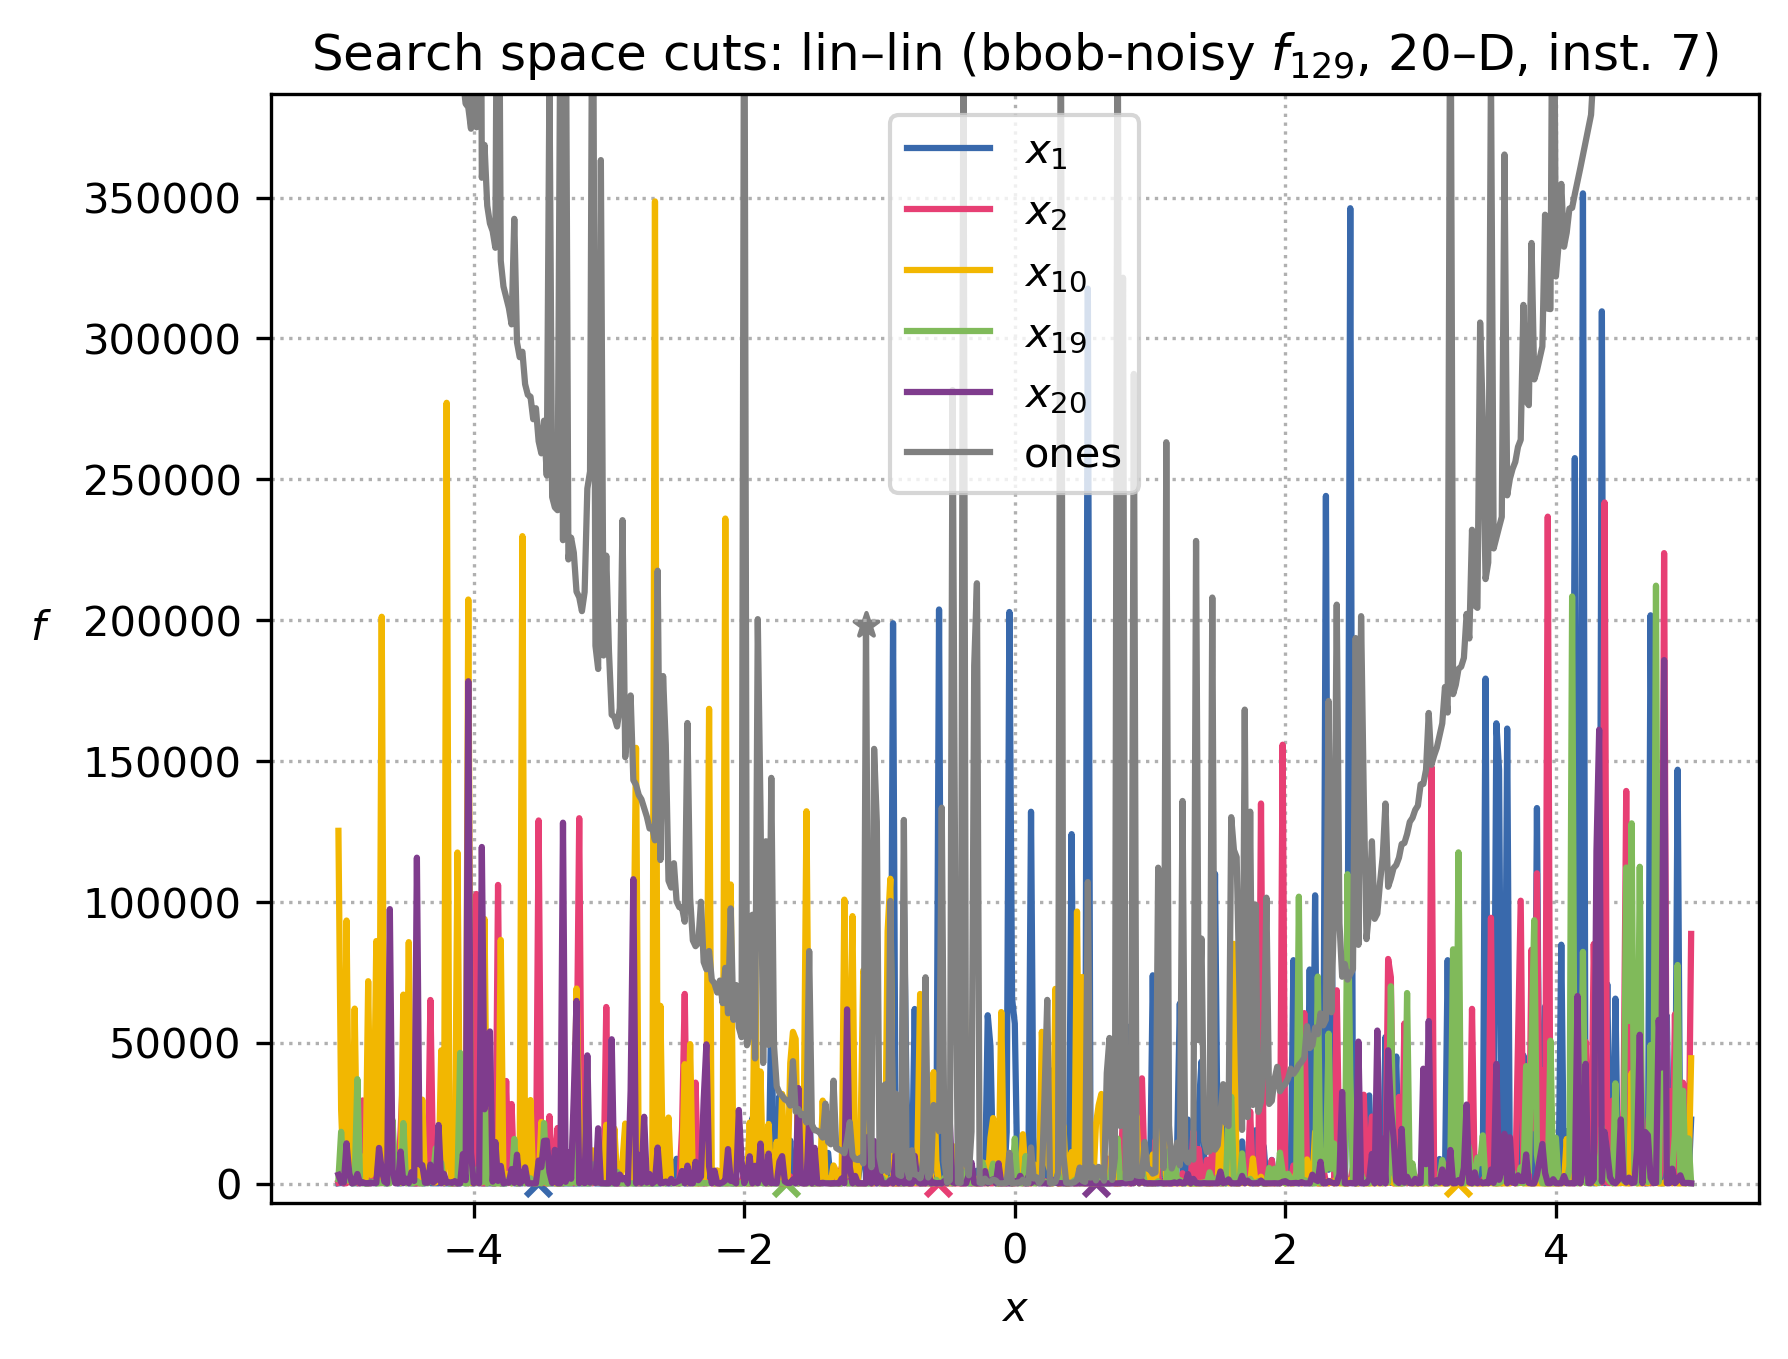 Search space cuts: lin–lin (bbob-noisy f₁₂₉, 20–D, inst. 7)
x₁
x₂
x₁₀
x₁₉
x₂₀
ones
350000
300000
250000
200000
150000
100000
50000
0
f
−4 −2 0 2 4
x